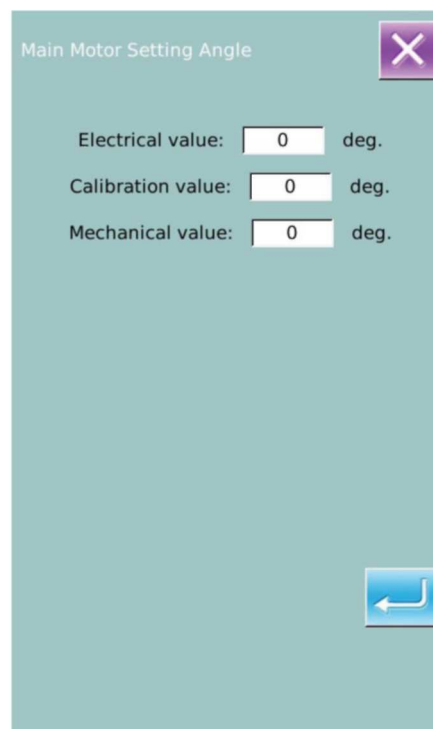 Main Motor Setting Angle
Electrical value: 0 deg.
Calibration value: 0 deg.
Mechanical value: 0 deg.